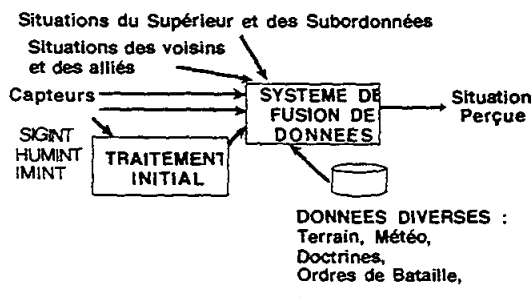 Situations du Supérieur et des Subordonnées
Situations des voisins
et des alliés
Capteurs
SYSTEME DE
FUSION DE
DONNEES
Situation
Perçue
SIGINT
HUMINT
IMINT
TRAITEMENT
INITIAL
DONNEES DIVERSES :
Terrain, Météo,
Doctrines,
Ordres de Bataille,